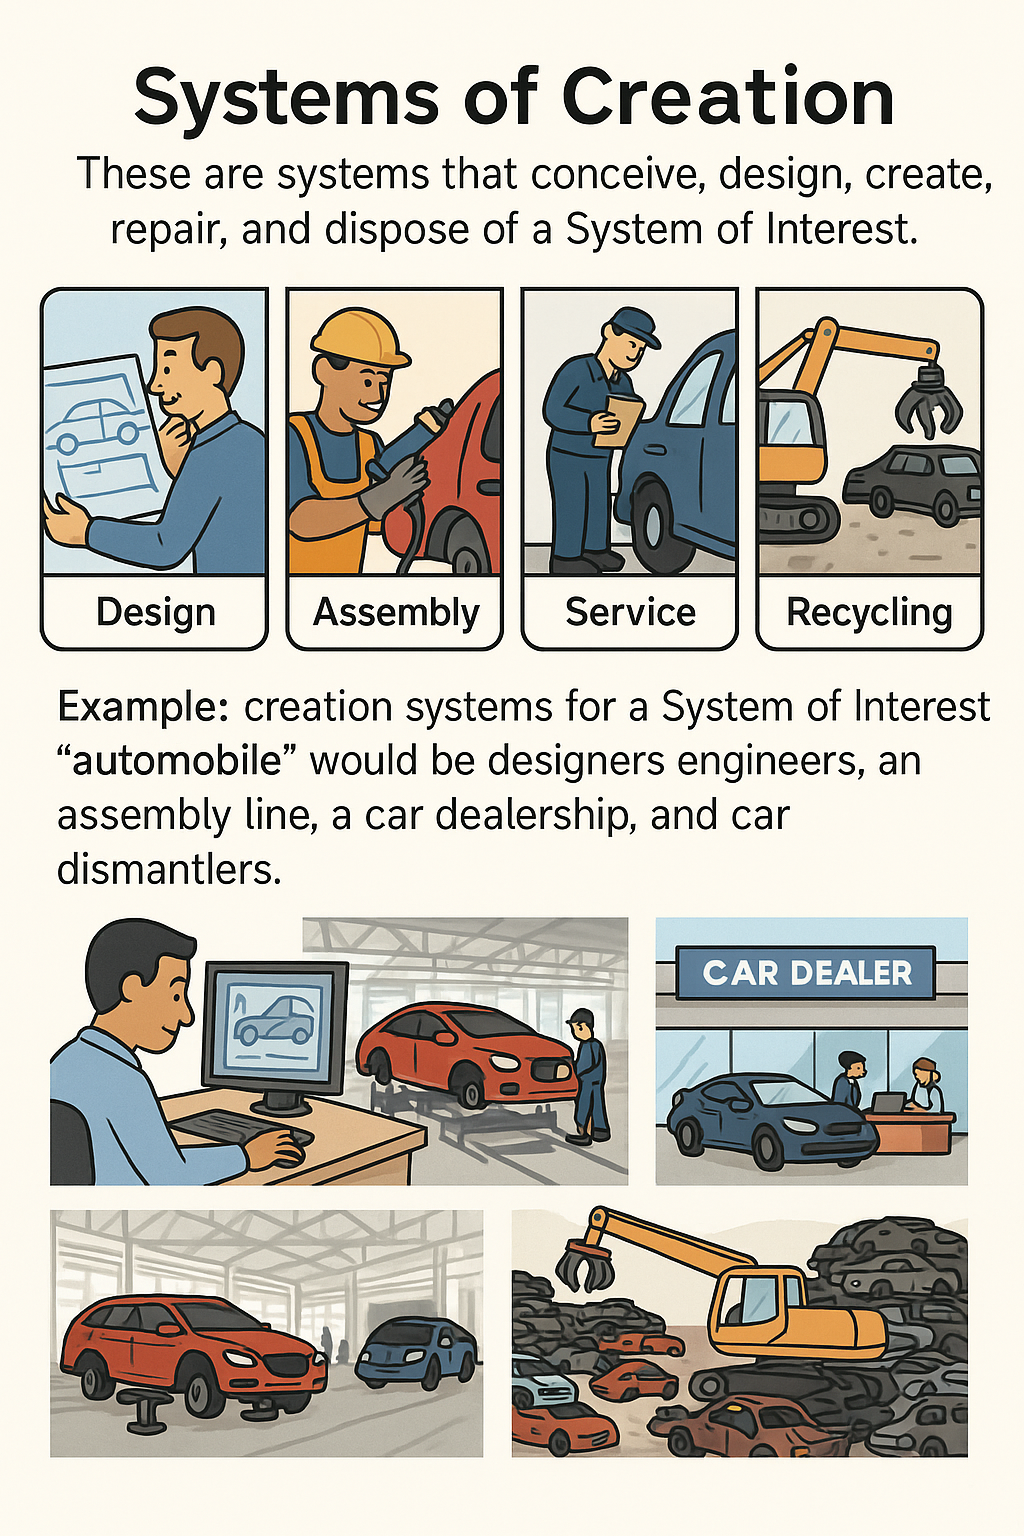 Systems of Creation
These are systems that conceive, design, create,
repair, and dispose of a System of Interest.
Design
Assembly
Service
Recycling
Example: creation systems for a System of Interest
“automobile” would be designers engineers, an
assembly line, a car dealership, and car
dismantlers.
CAR DEALER